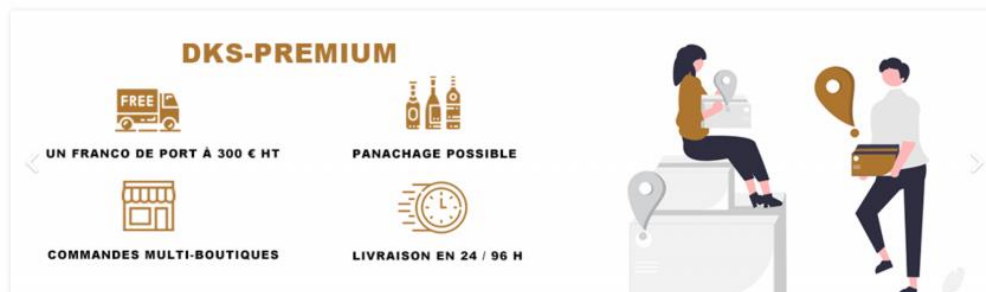 DKS-PREMIUM
FREE
UN FRANCO DE PORT À 300 € HT
PANACHAGE POSSIBLE
COMMANDES MULTI-BOUTIQUES
LIVRAISON EN 24 / 96 H